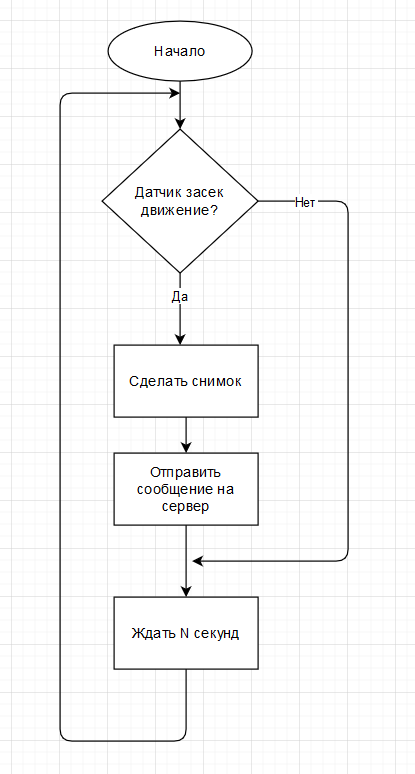 Начало
Датчик засек
движение?
Нет
Да
Сделать снимок
Отправить
сообщение на
сервер
Ждать N секунд